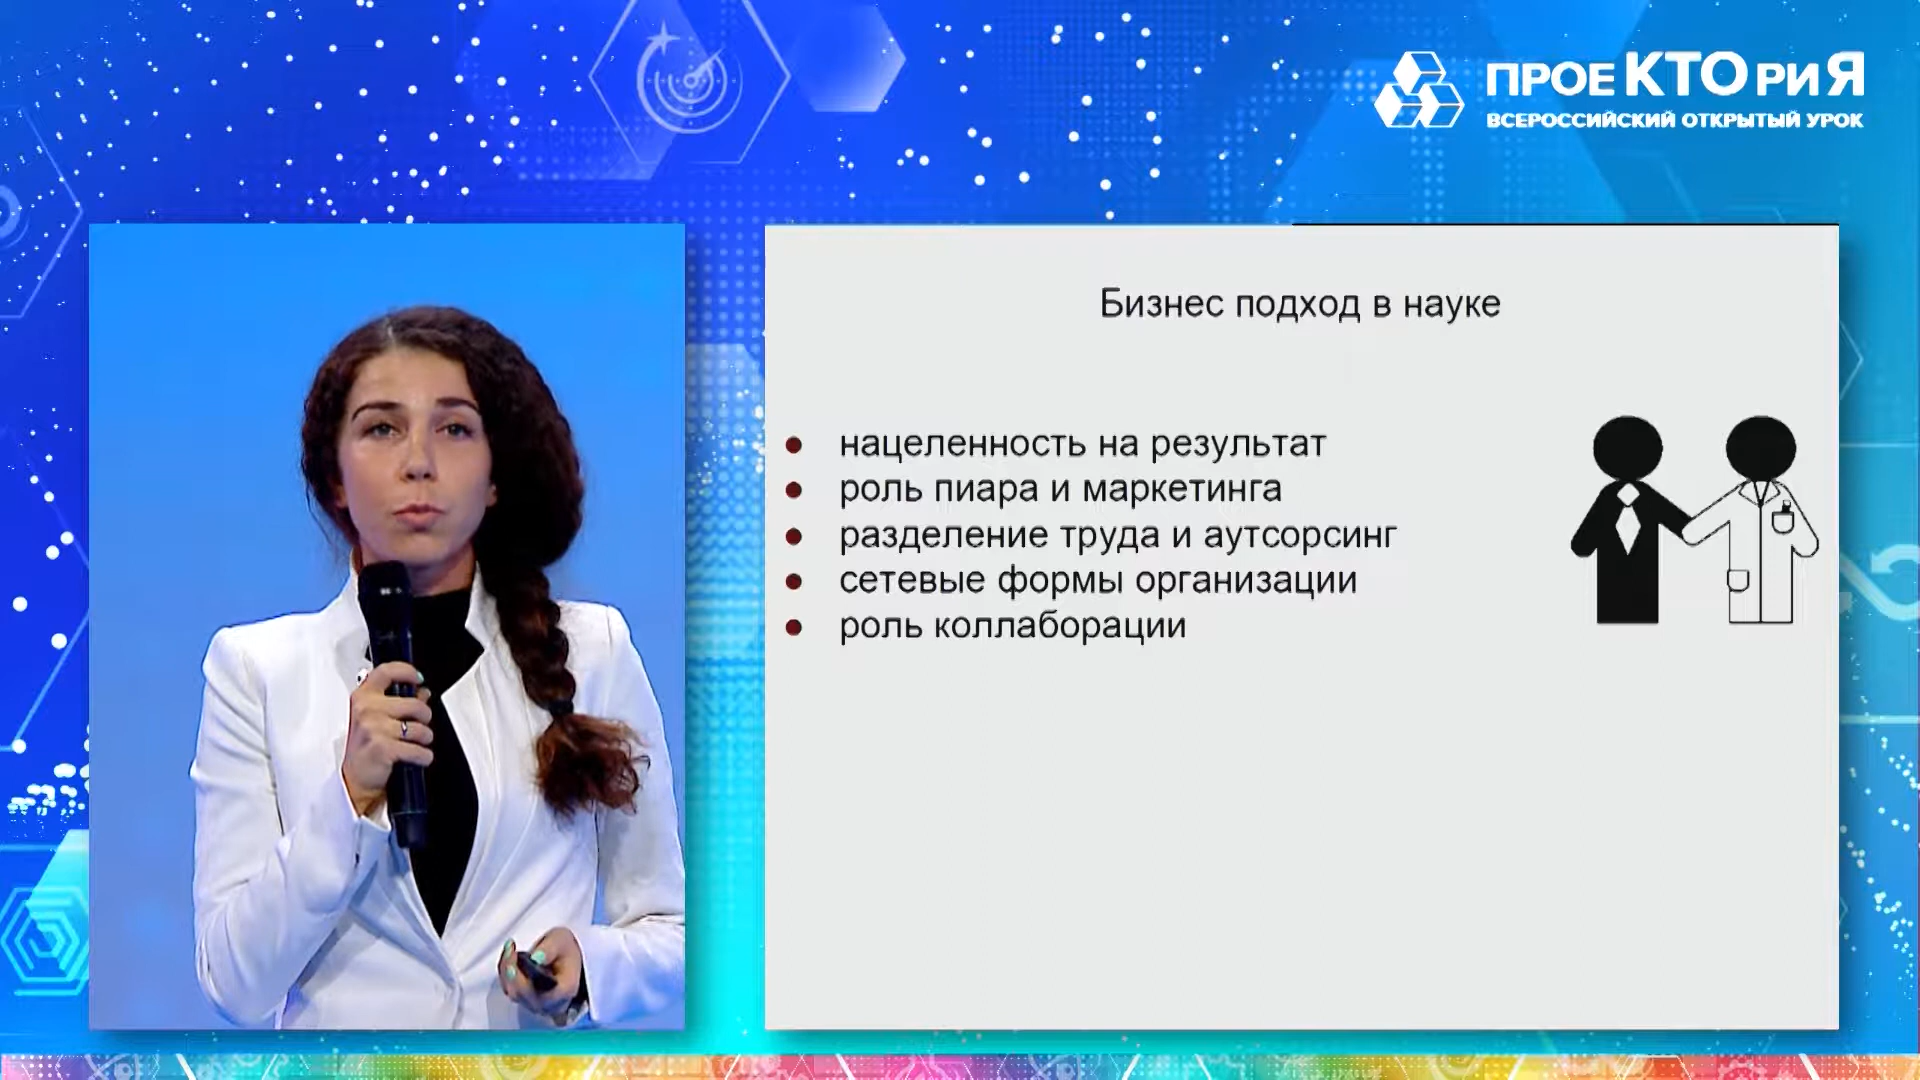 ПРОЕКТОРИЯ
ВСЕРОССИЙСКИЙ ОТКРЫТЫЙ УРОК
Бизнес подход в науке
● нацеленность на результат
● роль пиара и маркетинга
● разделение труда и аутсорсинг
● сетевые формы организации
● роль коллаборации